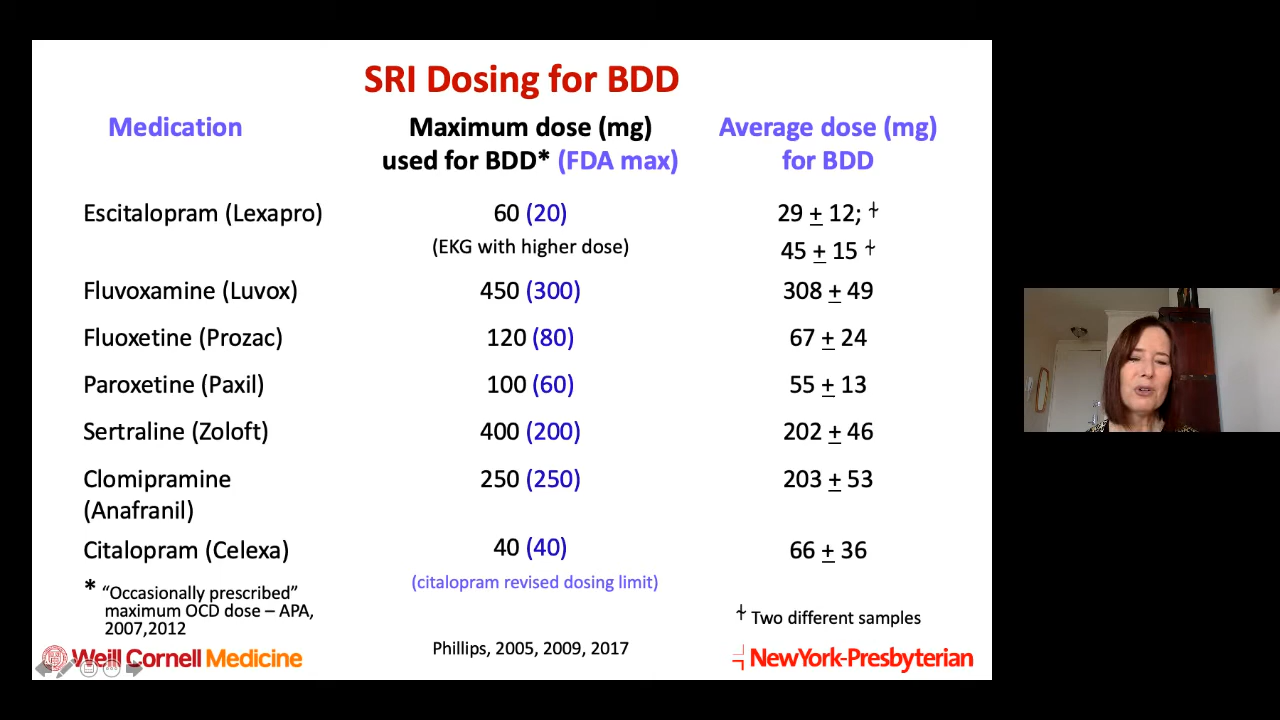 SRI Dosing for BDD
Medication
Maximum dose (mg)
used for BDD* (FDA max)
Average dose (mg)
for BDD
Escitalopram (Lexapro)
60 (20)
29 ± 12; ⍭
(EKG with higher dose)
45 ± 15 ⍭
Fluvoxamine (Luvox)
450 (300)
308 ± 49
Fluoxetine (Prozac)
120 (80)
67 ± 24
Paroxetine (Paxil)
100 (60)
55 ± 13
Sertraline (Zoloft)
400 (200)
202 ± 46
Clomipramine
(Anafranil)
250 (250)
203 ± 53
Citalopram (Celexa)
40 (40)
66 ± 36
(citalopram revised dosing limit)
* “Occasionally prescribed”
maximum OCD dose – APA,
2007,2012
⍭ Two different samples
Phillips, 2005, 2009, 2017
Weill Cornell Medicine
NewYork-Presbyterian